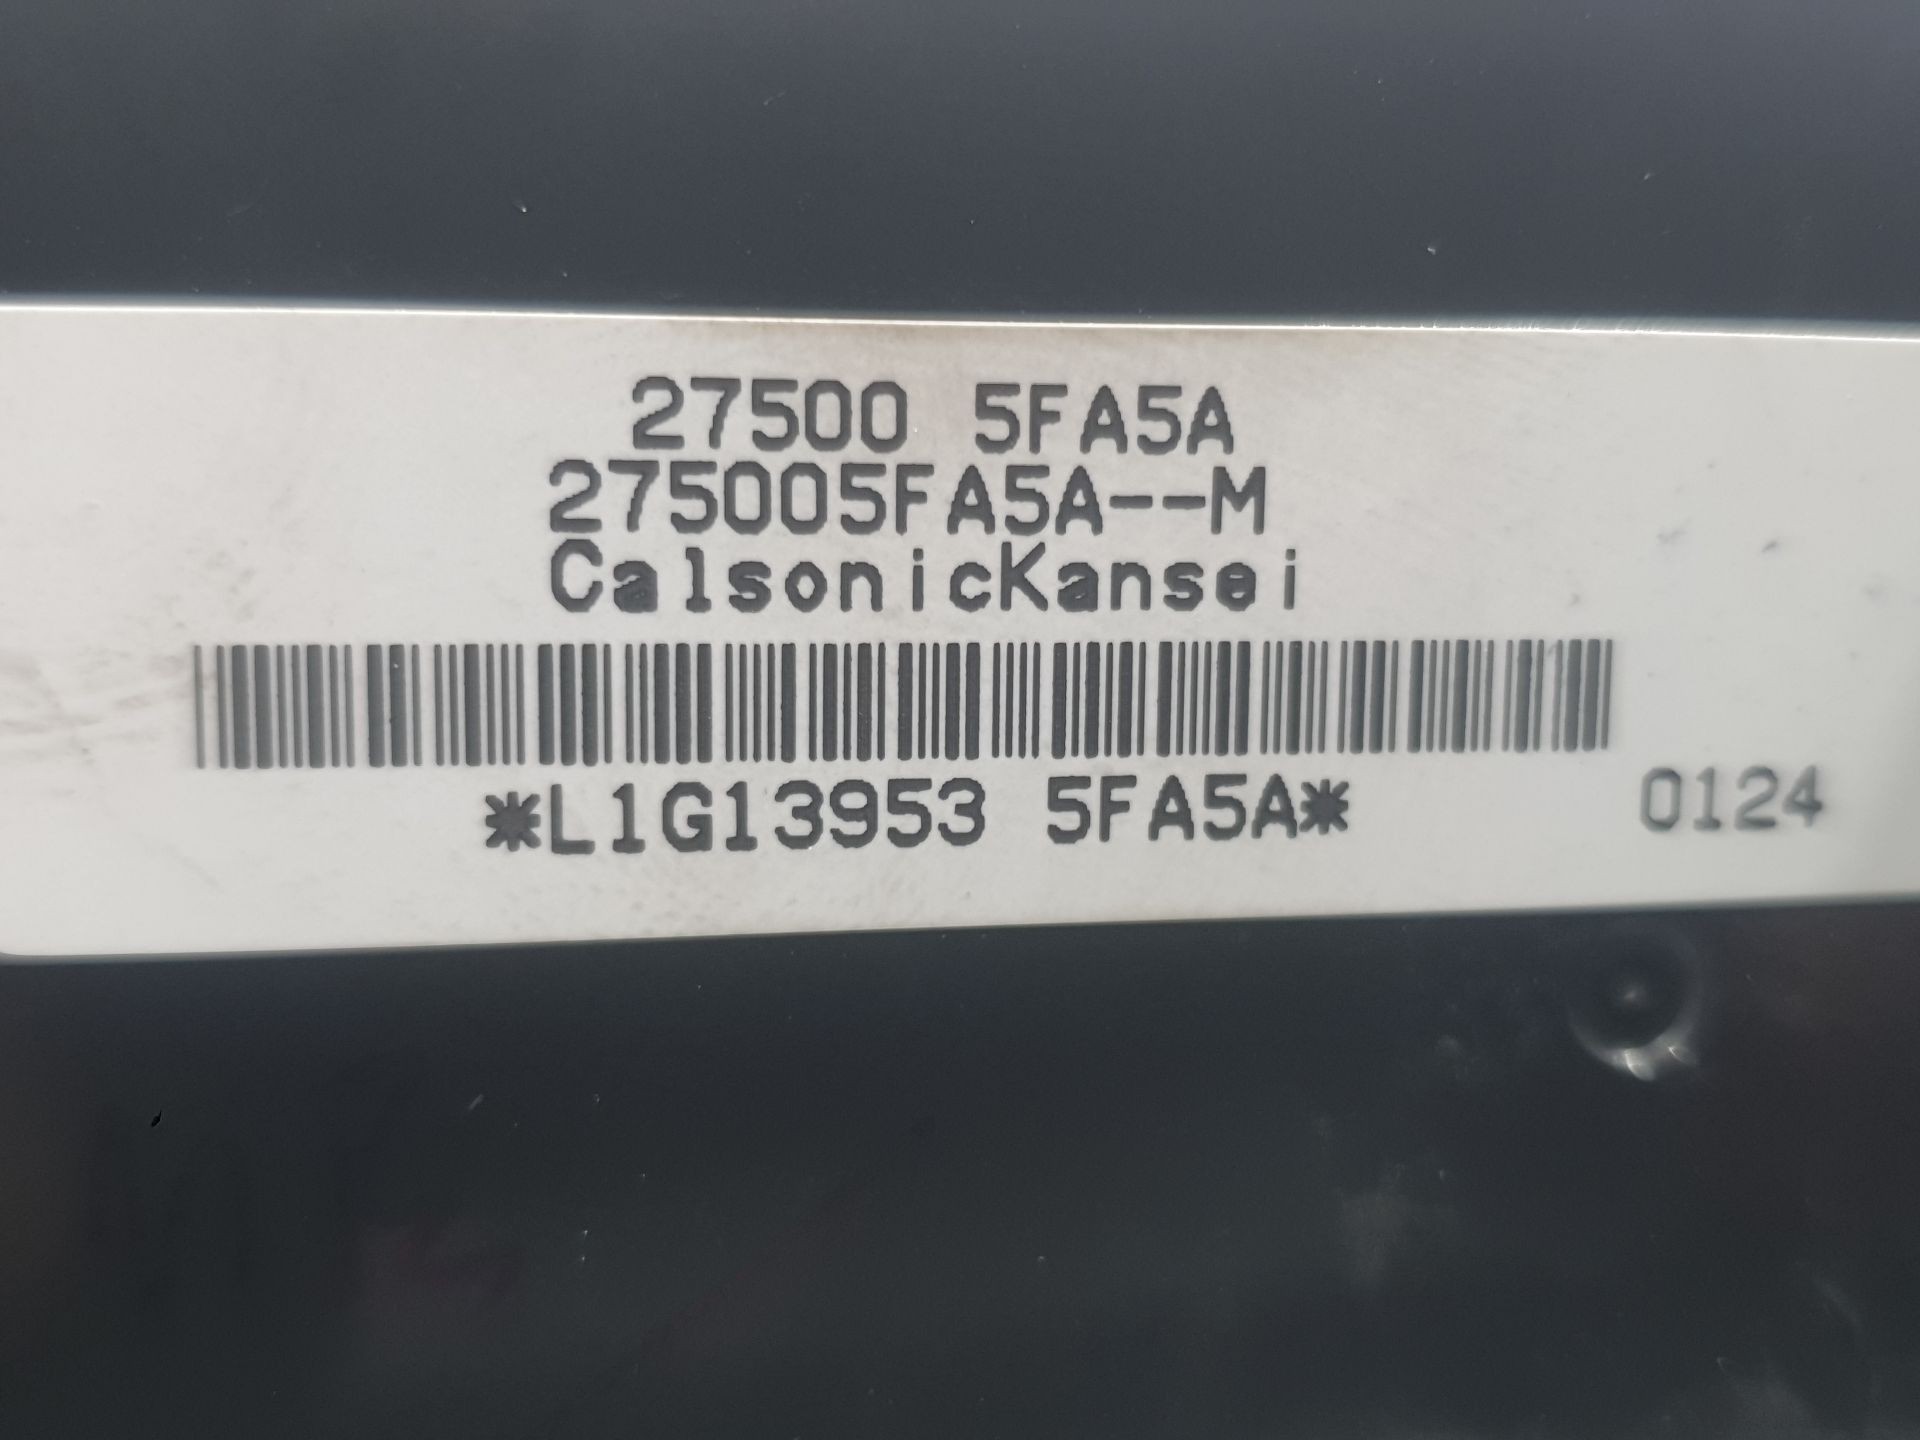 27500 5FA5A
275005FA5A--M
CalsonicKansei
*L1G13953 5FA5A*
0124